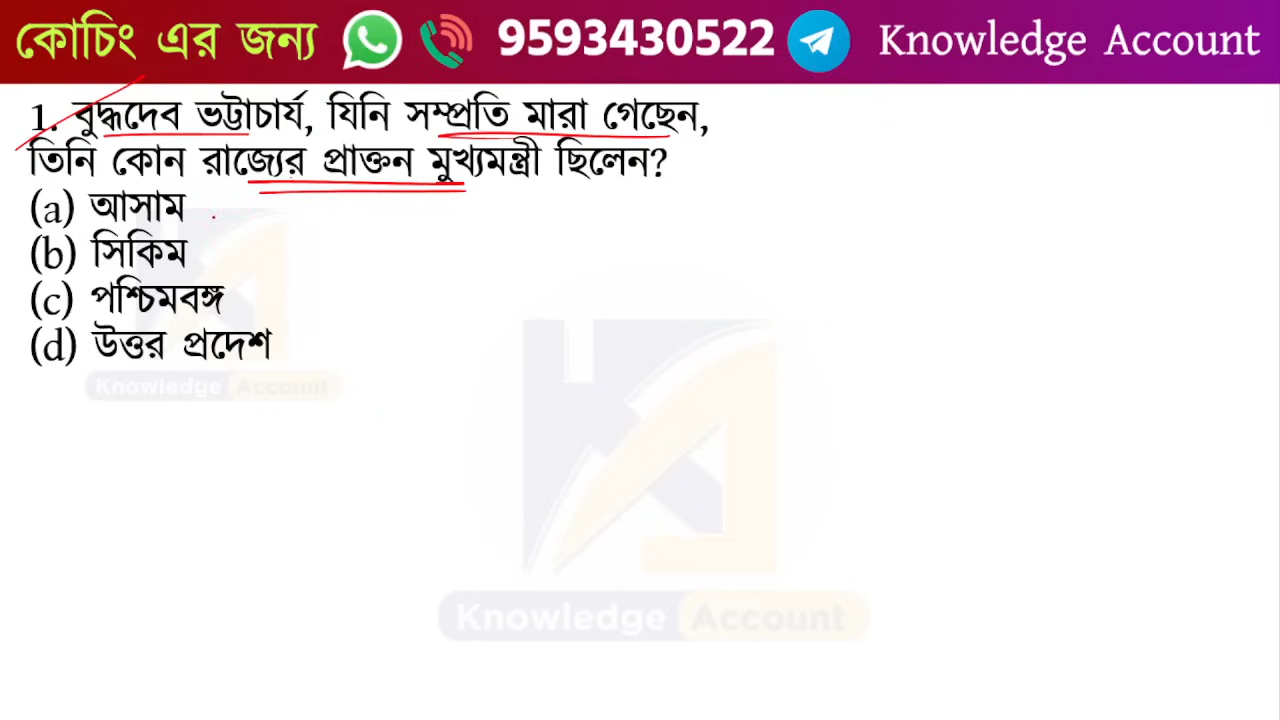 কোচিং এর জন্য 9593430522 Knowledge Account
1. বুদ্ধদেব ভট্টাচার্য, যিনি সম্প্রতি মারা গেছেন,
তিনি কোন রাজ্যের প্রাক্তন মুখ্যমন্ত্রী ছিলেন?
(a) আসাম
(b) সিকিম
(c) পশ্চিমবঙ্গ
(d) উত্তর প্রদেশ
Knowledge Account
Knowledge Account